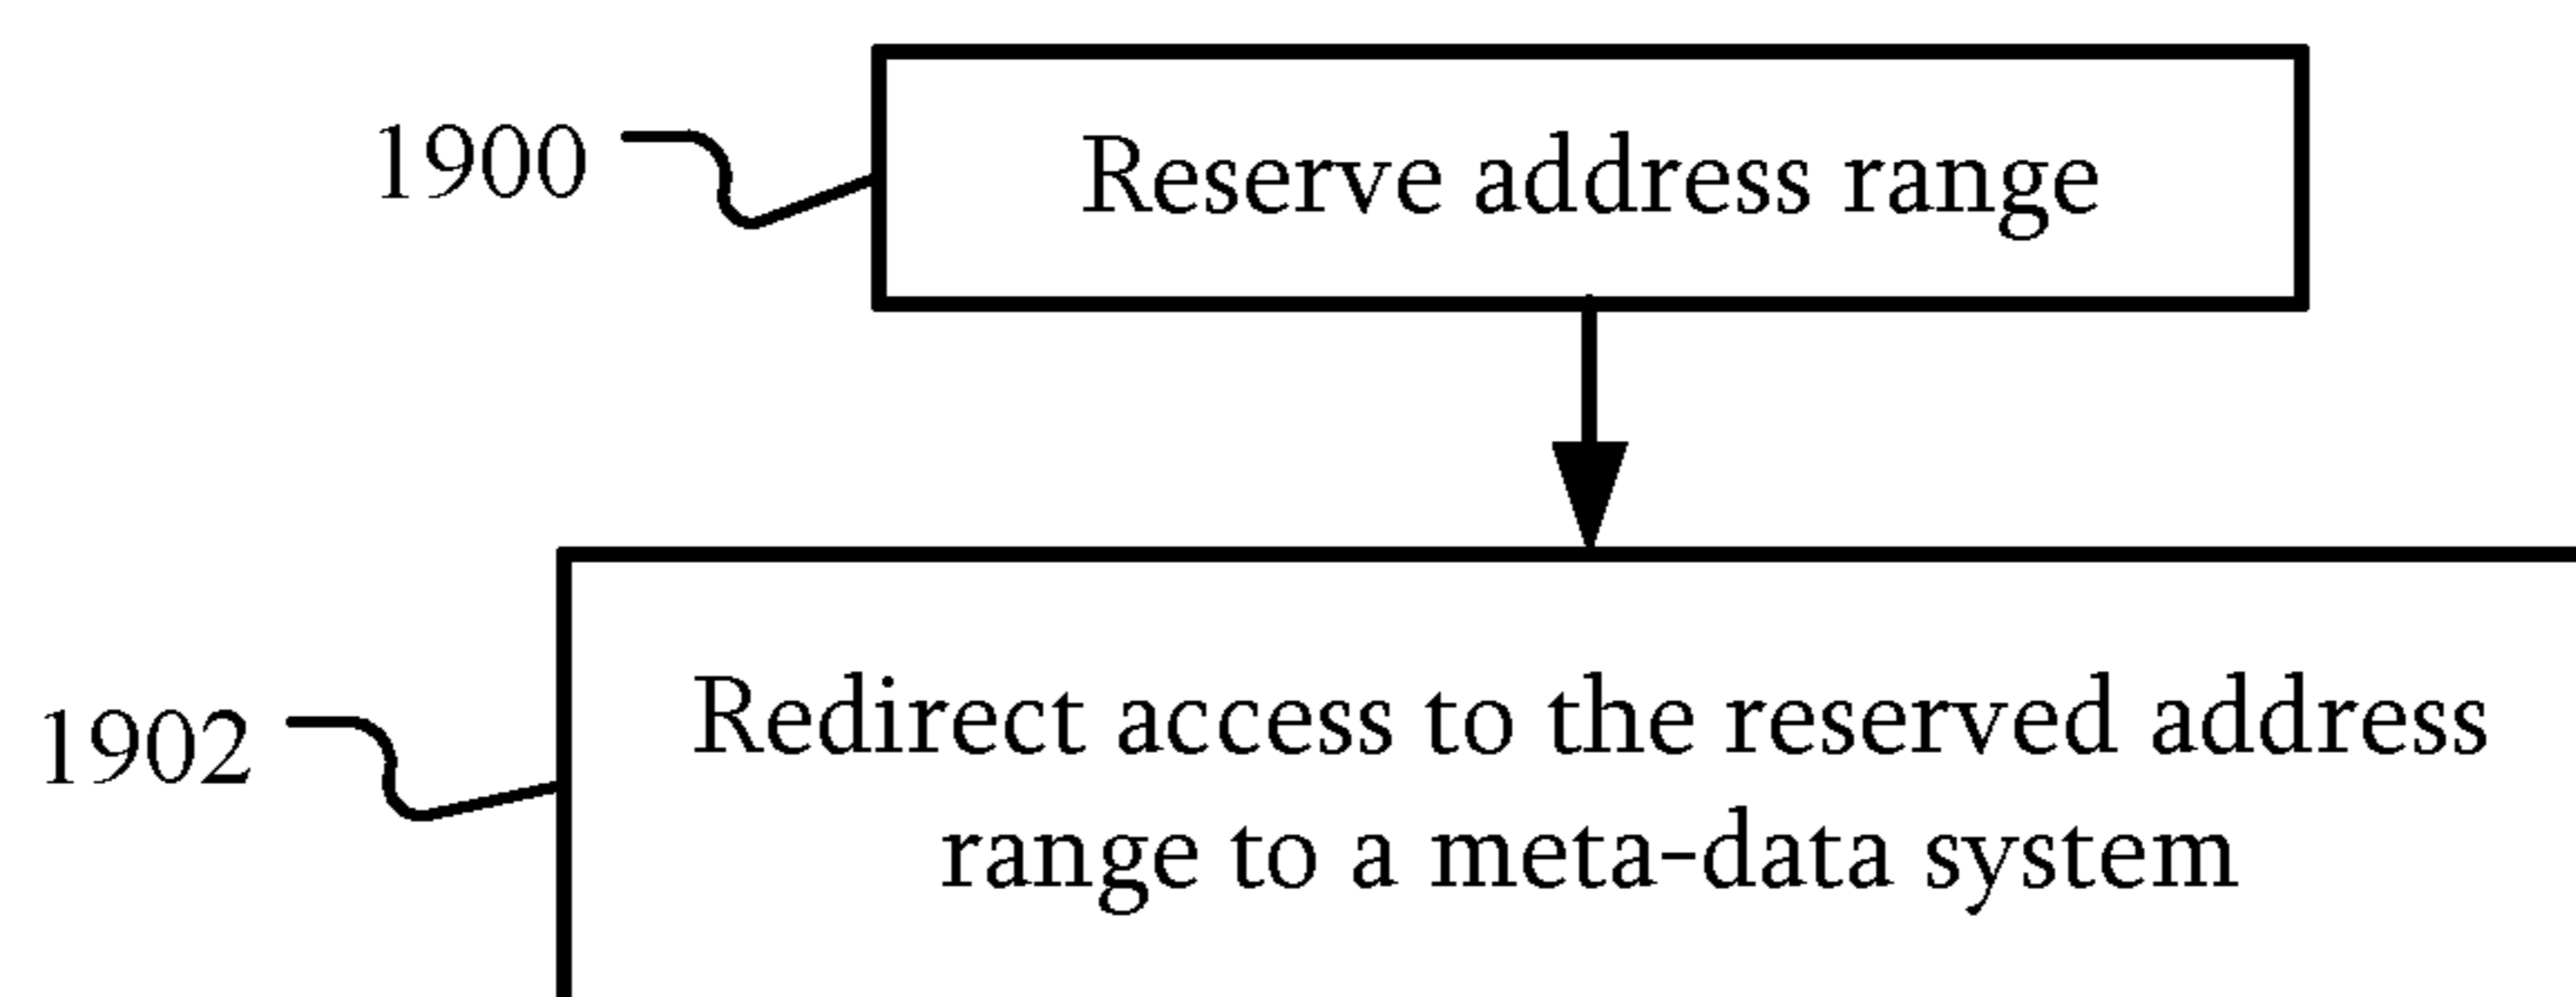 1900
Reserve address range
1902
Redirect access to the reserved address
range to a meta-data system